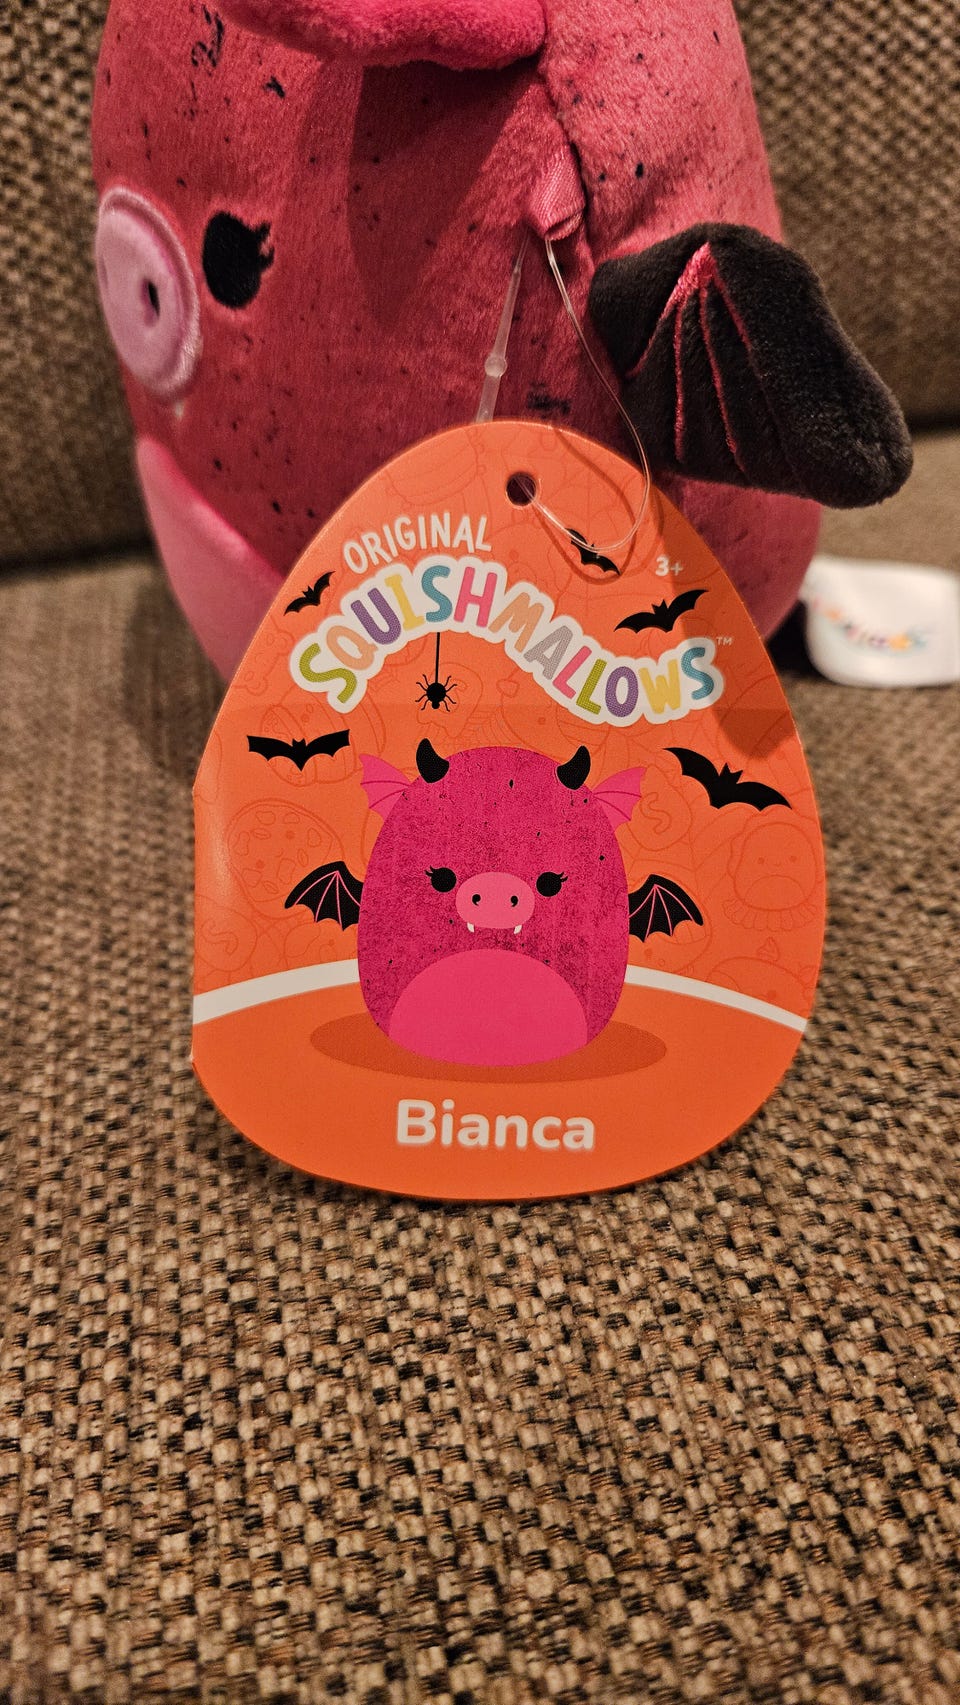 ORIGINAL
3+
SQUISHMALLOWS™
Bianca